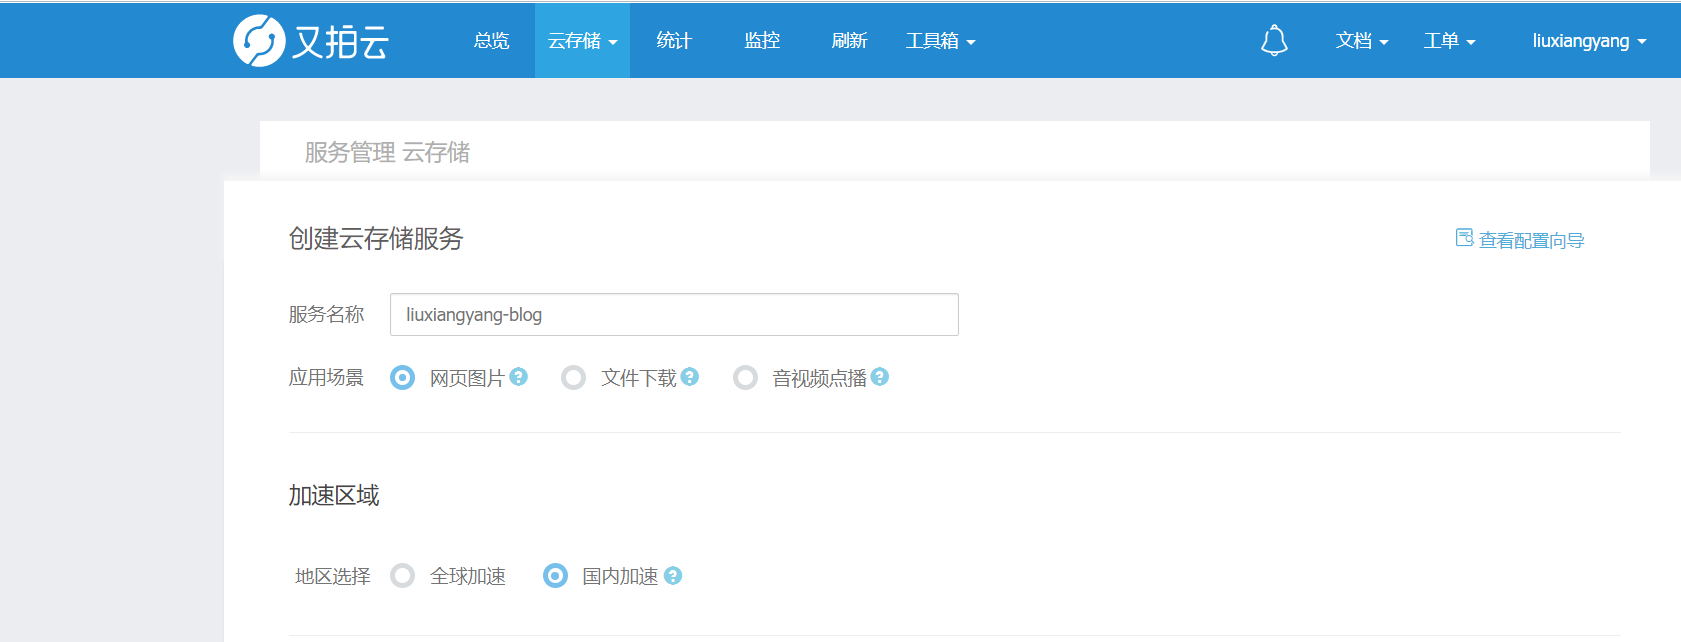 又拍云 总览 云存储 统计 监控 刷新 工具箱 文档 工单 liuxiangyang
服务管理 云存储
创建云存储服务 查看配置向导
服务名称 liuxiangyang-blog
应用场景 网页图片 ? 文件下载 ? 音视频点播 ?
加速区域
地区选择 全球加速 国内加速 ?